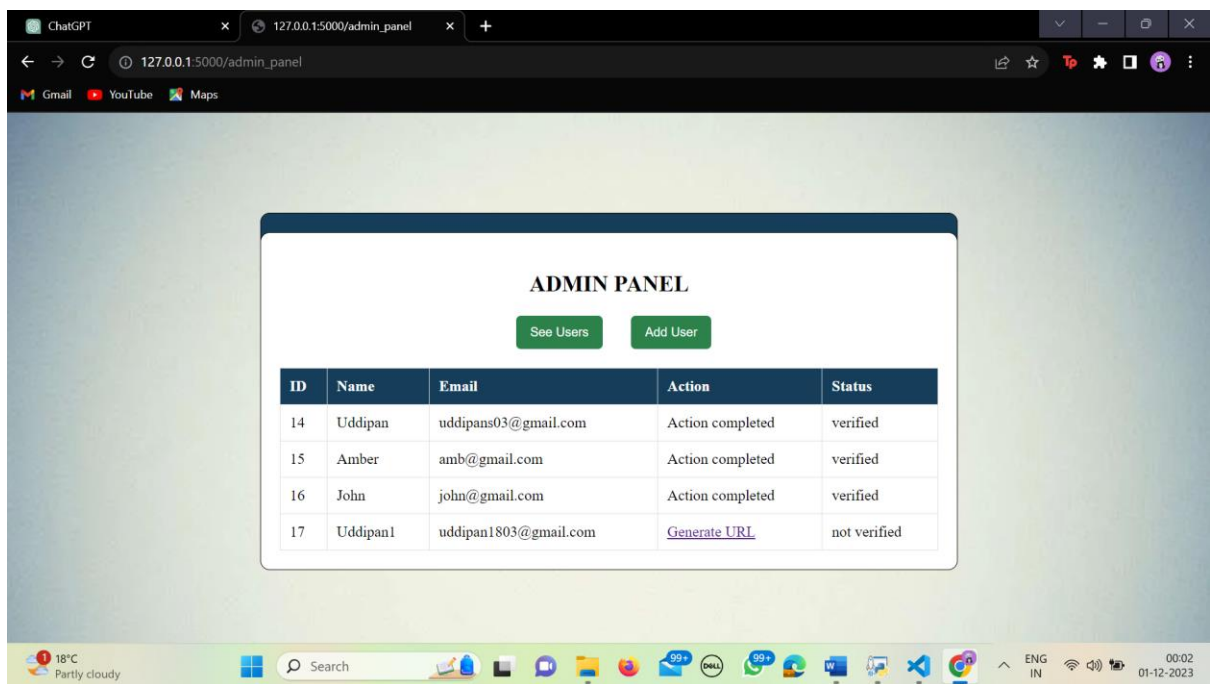 ChatGPT 127.0.0.1:5000/admin_panel
127.0.0.1:5000/admin_panel
Gmail YouTube Maps
ADMIN PANEL
See Users Add User
ID Name Email Action Status
14 Uddipan uddipans03@gmail.com Action completed verified
15 Amber amb@gmail.com Action completed verified
16 John john@gmail.com Action completed verified
17 Uddipan1 uddipan1803@gmail.com Generate URL not verified
1 18°C Search 99+ DELL 99+ ENG 00:02
Partly cloudy IN 01-12-2023